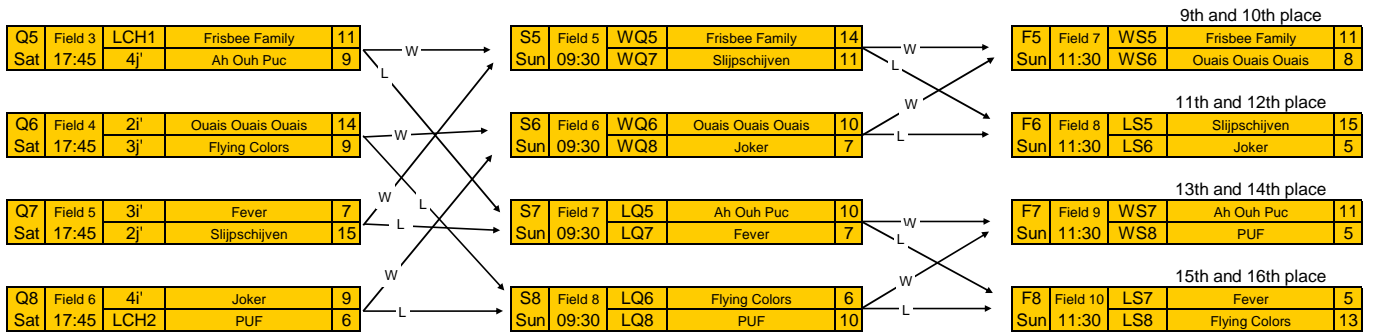 9th and 10th place
Q5 Field 3 LCH1 Frisbee Family 11 W S5 Field 5 WQ5 Frisbee Family 14 W F5 Field 7 WS5 Frisbee Family 11
Sat 17:45 4j' Ah Ouh Puc 9 L Sun 09:30 WQ7 Slijpschijven 11 L Sun 11:30 WS6 Ouais Ouais Ouais 8
11th and 12th place
Q6 Field 4 2i' Ouais Ouais Ouais 14 W S6 Field 6 WQ6 Ouais Ouais Ouais 10 W F6 Field 8 LS5 Slijpschijven 15
Sat 17:45 3j' Flying Colors 9 L Sun 09:30 WQ8 Joker 7 L Sun 11:30 LS6 Joker 5
13th and 14th place
Q7 Field 5 3i' Fever 7 W S7 Field 7 LQ5 Ah Ouh Puc 10 W F7 Field 9 WS7 Ah Ouh Puc 11
Sat 17:45 2j' Slijpschijven 15 L Sun 09:30 LQ7 Fever 7 L Sun 11:30 WS8 PUF 5
15th and 16th place
Q8 Field 6 4i' Joker 9 W S8 Field 8 LQ6 Flying Colors 6 W F8 Field 10 LS7 Fever 5
Sat 17:45 LCH2 PUF 6 L Sun 09:30 LQ8 PUF 10 L Sun 11:30 LS8 Flying Colors 13